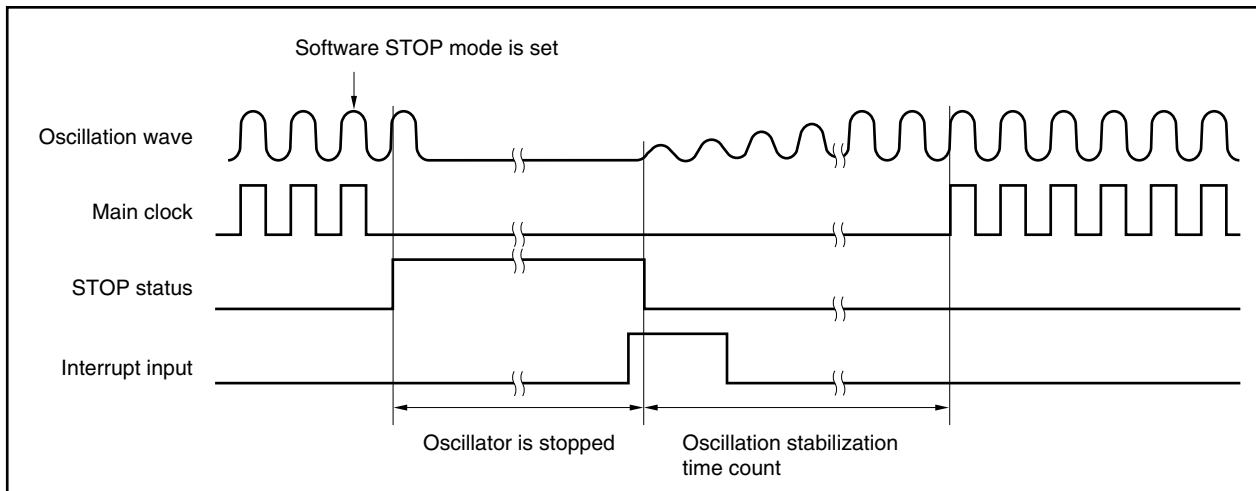 Software STOP mode is set
Oscillation wave
Main clock
STOP status
Interrupt input
Oscillator is stopped
Oscillation stabilization
time count